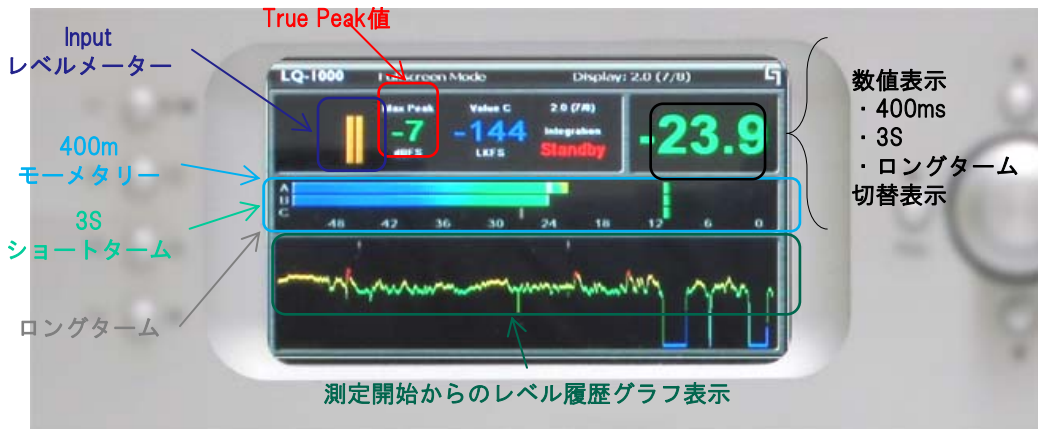 True Peak値
Input
レベルメーター
400m
モーメタリー
3S
ショートターム
ロングターム
LQ-1000 Mode Display: 2.0 (7/8)
Max Peak Value C 2.0 (7/8)
-7 -144 Integration -23.9
dBFS LKFS Standby
A
B
C
-48 -42 36 30 -24 -18 12 6 0
数値表示
・400ms
・3S
・ロングターム
切替表示
測定開始からのレベル履歴グラフ表示